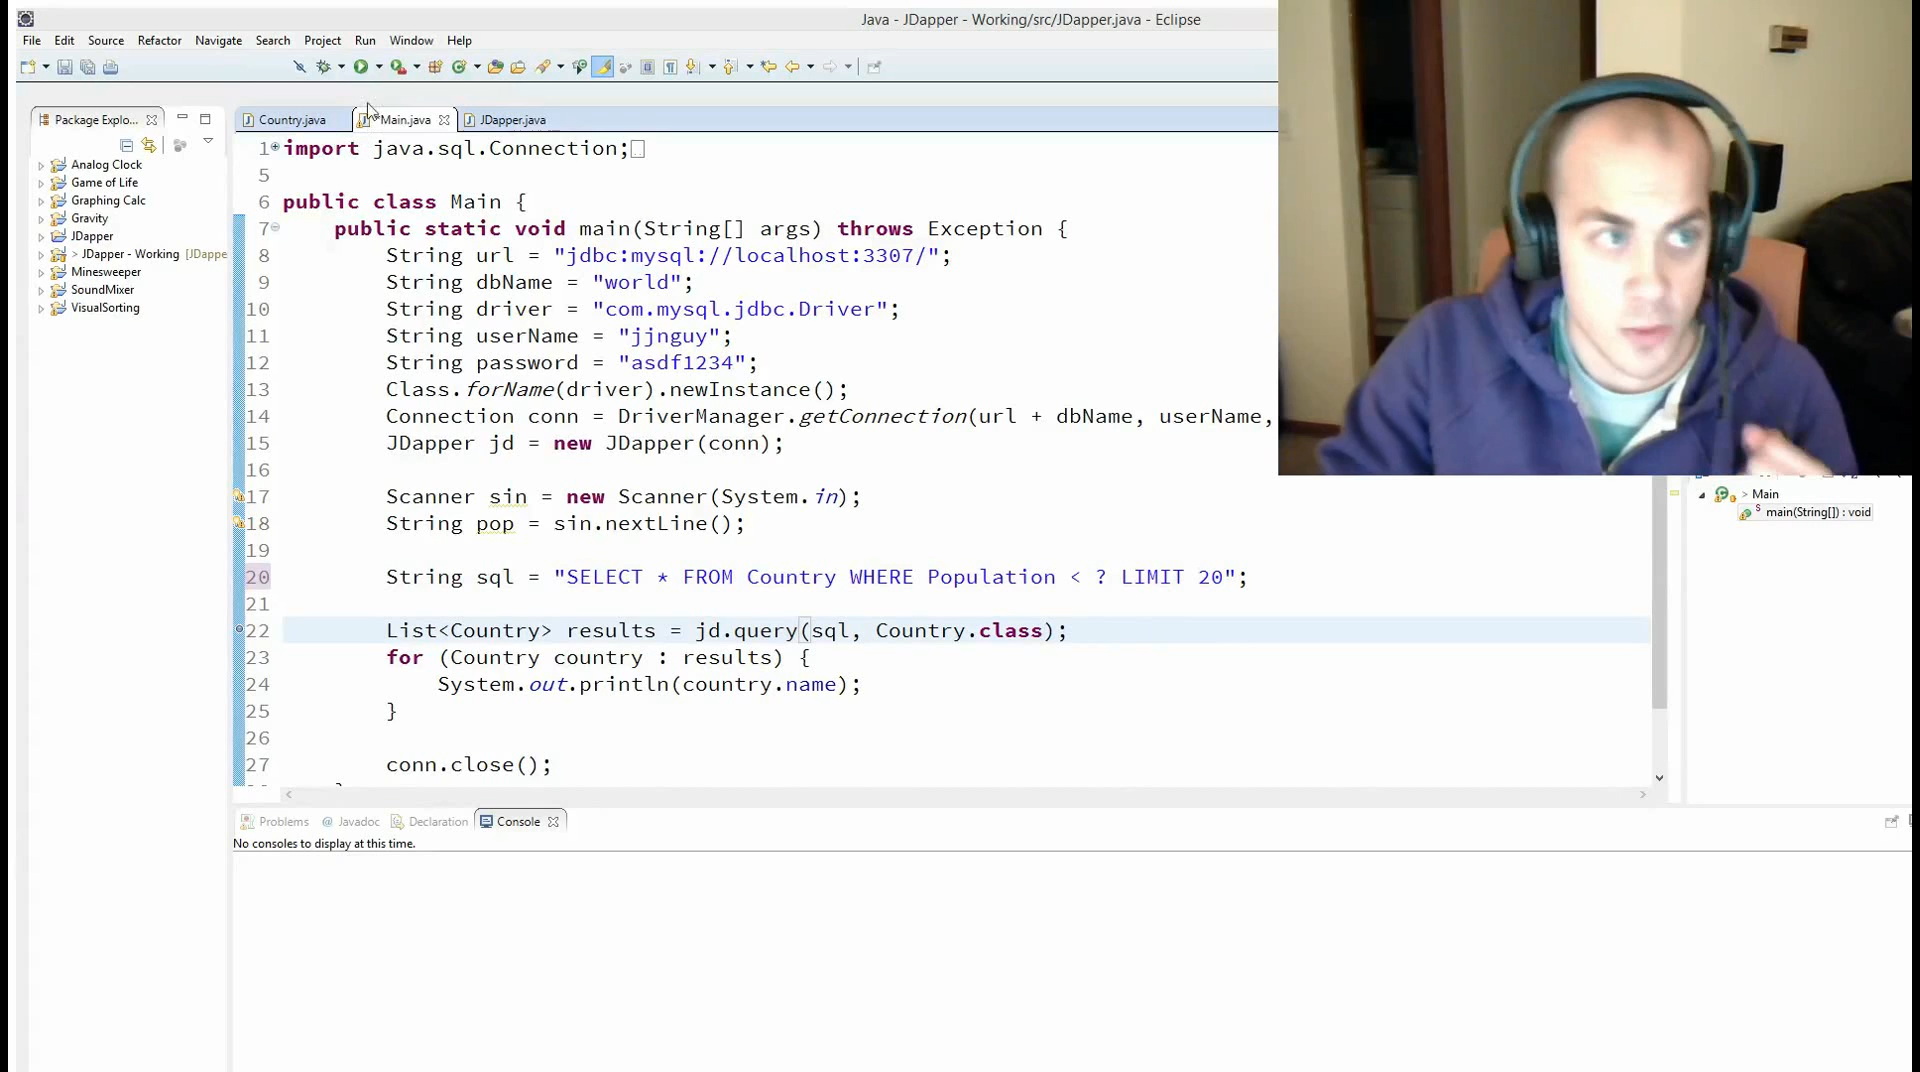 Java - JDapper - Working/src/JDapper.java - Eclipse
File Edit Source Refactor Navigate Search Project Run Window Help
Package Explo...
Analog Clock
Game of Life
Graphing Calc
Gravity
JDapper
> JDapper - Working [JDappe
Minesweeper
SoundMixer
VisualSorting
Country.java *Main.java JDapper.java
1 import java.sql.Connection;
5
6 public class Main {
7 public static void main(String[] args) throws Exception {
8 String url = "jdbc:mysql://localhost:3307/";
9 String dbName = "world";
10 String driver = "com.mysql.jdbc.Driver";
11 String userName = "jjnguy";
12 String password = "asdf1234";
13 Class.forName(driver).newInstance();
14 Connection conn = DriverManager.getConnection(url + dbName, userName,
15 JDapper jd = new JDapper(conn);
16
17 Scanner sin = new Scanner(System.in);
18 String pop = sin.nextLine();
19
20 String sql = "SELECT * FROM Country WHERE Population < ? LIMIT 20";
21
22 List<Country> results = jd.query(sql, Country.class);
23 for (Country country : results) {
24 System.out.println(country.name);
25 }
26
27 conn.close();
> Main
main(String[]) : void
Problems Javadoc Declaration Console
No consoles to display at this time.